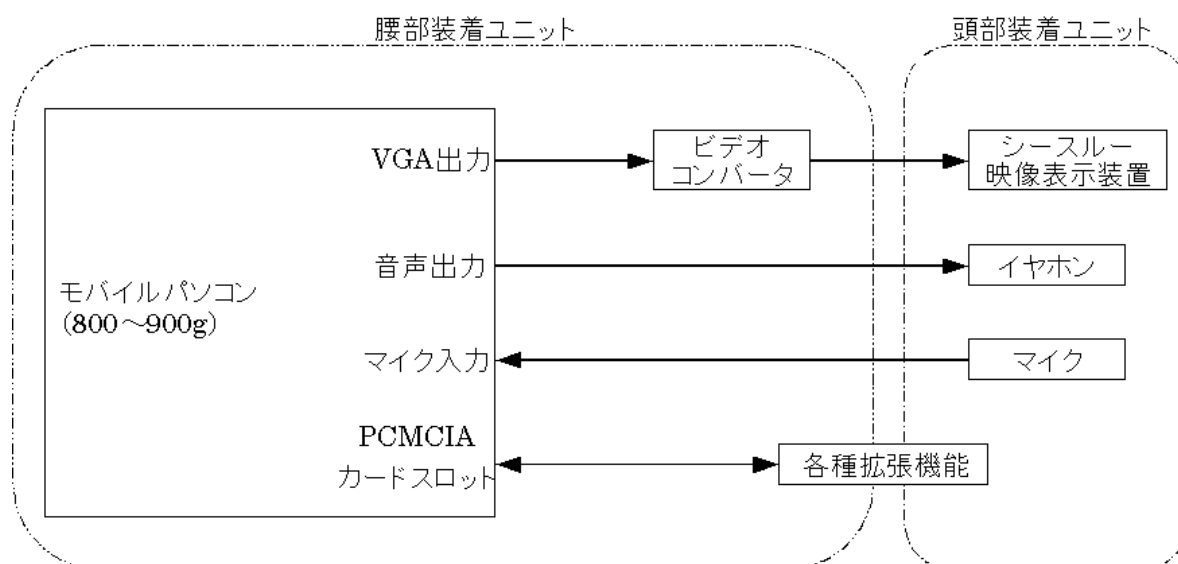 腰部装着ユニット
頭部装着ユニット
VGA出力
ビデオ
コンバータ
シースルー
映像表示装置
音声出力
イヤホン
モバイルパソコン
(800～900g)
マイク入力
マイク
PCMCIA
カードスロット
各種拡張機能